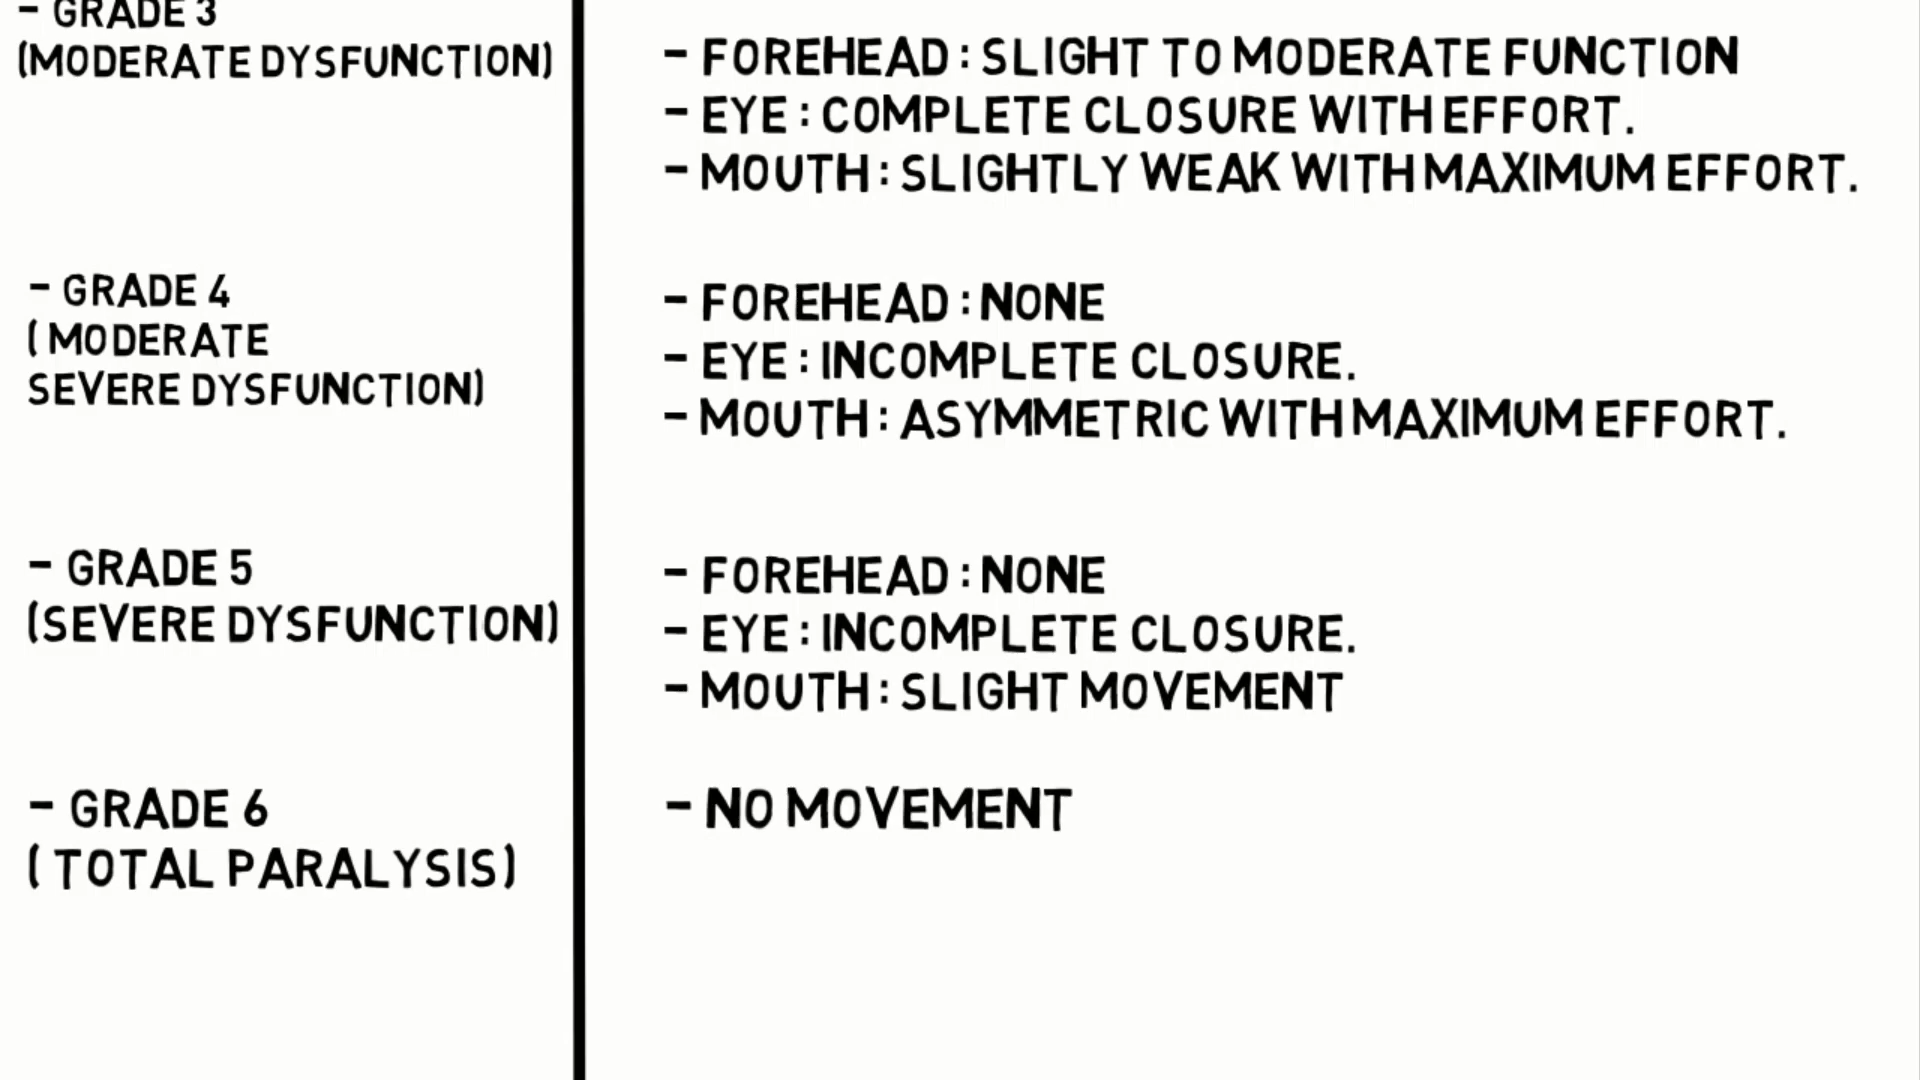 - GRADE 3
(MODERATE DYSFUNCTION)
- FOREHEAD : SLIGHT TO MODERATE FUNCTION
- EYE : COMPLETE CLOSURE WITH EFFORT.
- MOUTH : SLIGHTLY WEAK WITH MAXIMUM EFFORT.
- GRADE 4
( MODERATE
SEVERE DYSFUNCTION)
- FOREHEAD : NONE
- EYE : INCOMPLETE CLOSURE.
- MOUTH : ASYMMETRIC WITH MAXIMUM EFFORT.
- GRADE 5
(SEVERE DYSFUNCTION)
- FOREHEAD : NONE
- EYE : INCOMPLETE CLOSURE.
- MOUTH : SLIGHT MOVEMENT
- GRADE 6
( TOTAL PARALYSIS)
- NO MOVEMENT